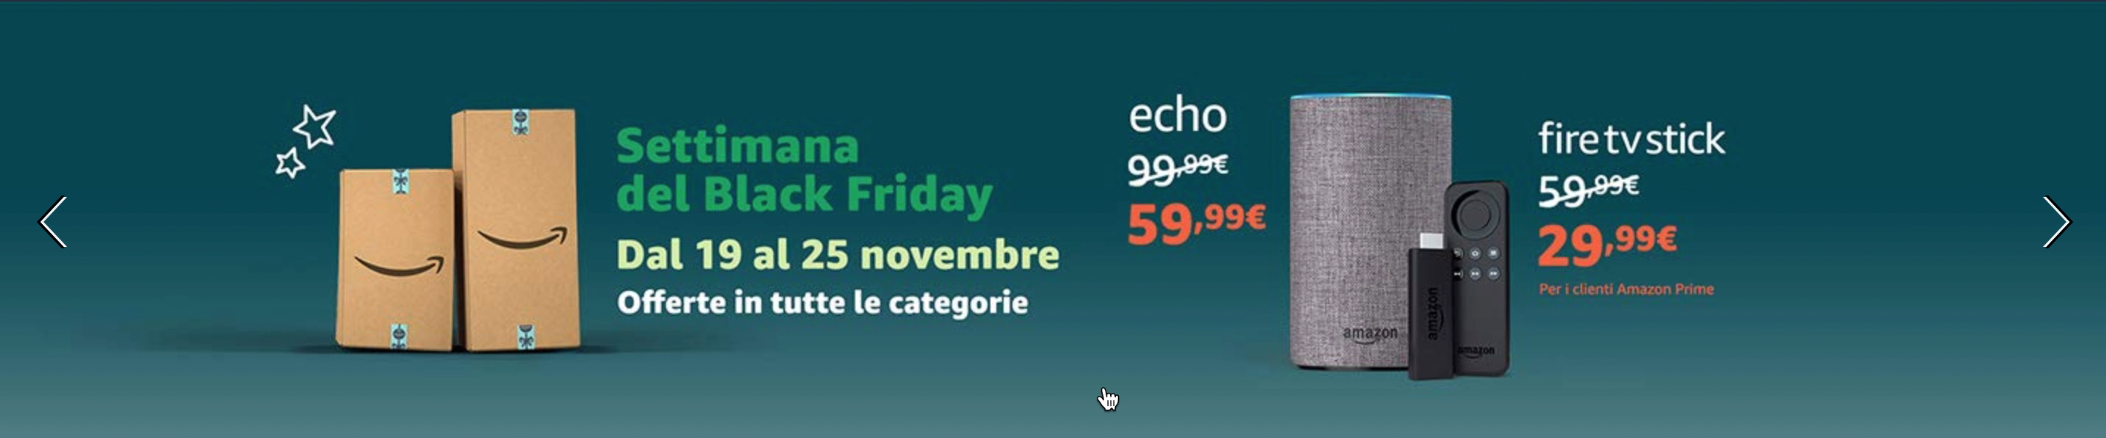 Settimana
del Black Friday
Dal 19 al 25 novembre
Offerte in tutte le categorie
echo
99,99€
59,99€
amazon
amazon
amazon
fire tv stick
59,99€
29,99€
Per i clienti Amazon Prime